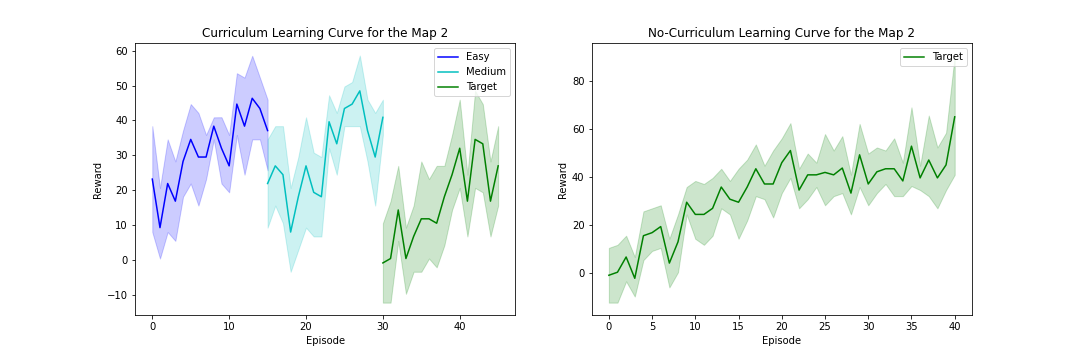 Curriculum Learning Curve for the Map 2
60
50
40
30
20
10
0
−10
Reward
0
10
20
30
40
Episode
Easy
Medium
Target
No-Curriculum Learning Curve for the Map 2
80
60
40
20
0
Reward
0
5
10
15
20
25
30
35
40
Episode
Target